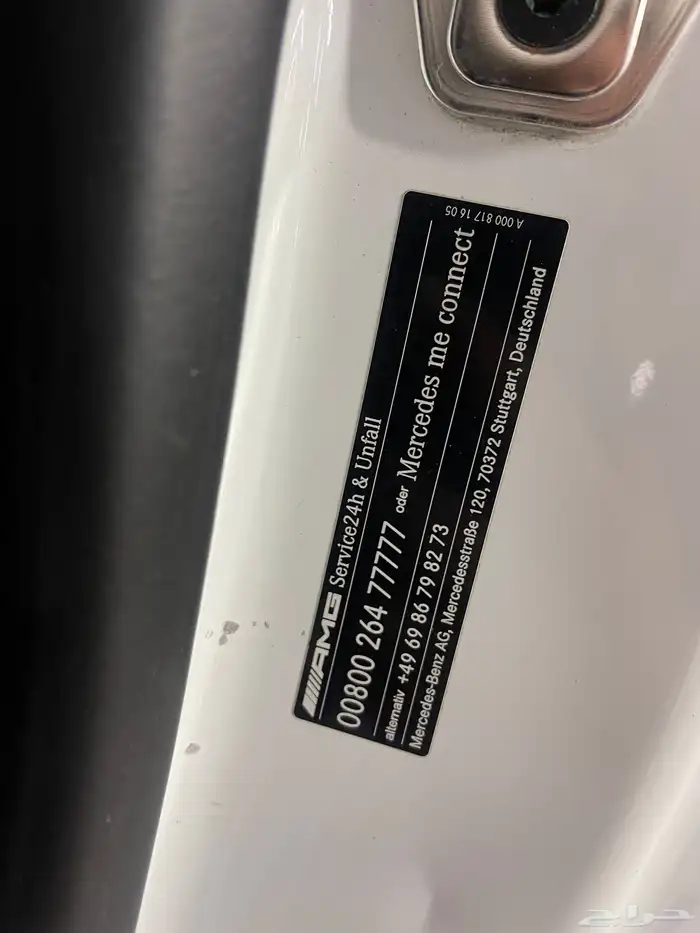 AMG Service24h & Unfall
00800 264 77777 oder Mercedes me connect
alternativ +49 69 86 79 82 73
Mercedes-Benz AG, Mercedesstraße 120, 70372 Stuttgart, Deutschland
A 000 817 16 05
حراج